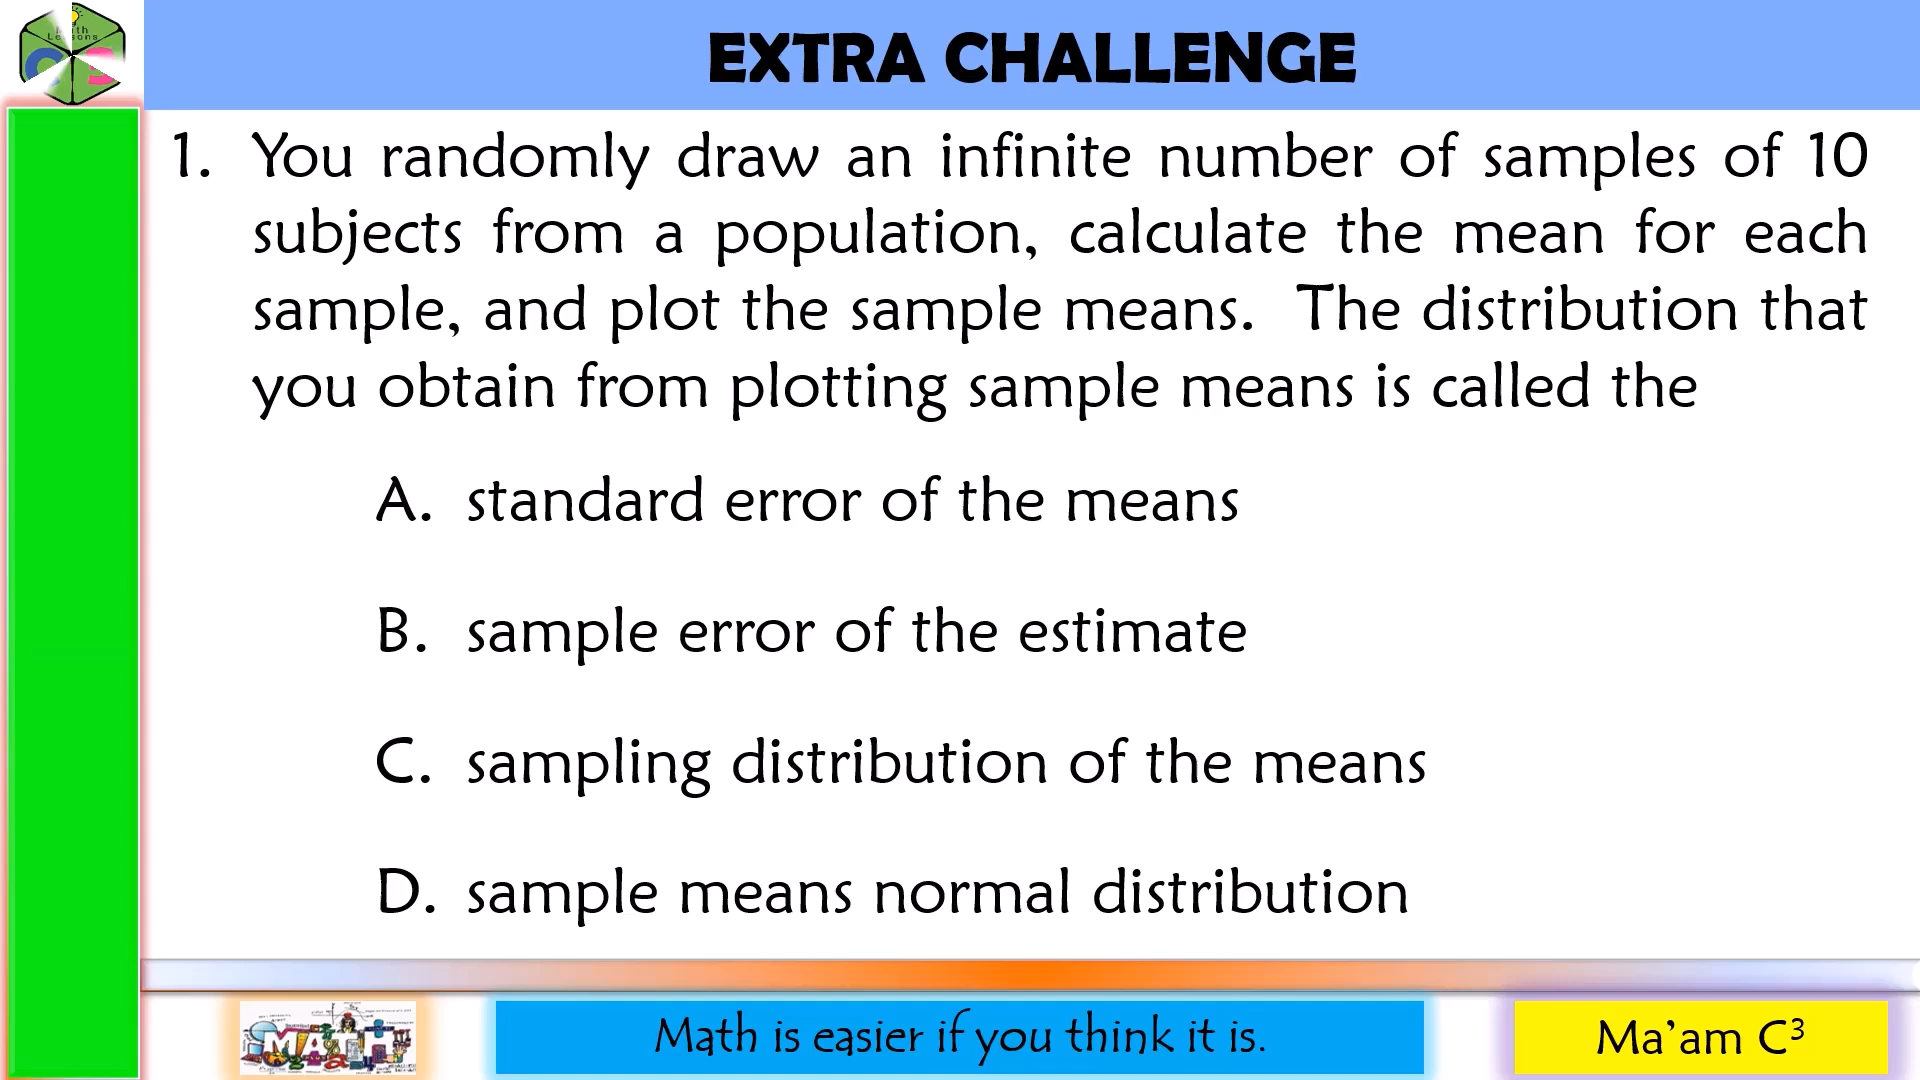 Math
Lessons
EXTRA CHALLENGE
1. You randomly draw an infinite number of samples of 10
subjects from a population, calculate the mean for each
sample, and plot the sample means. The distribution that
you obtain from plotting sample means is called the
A. standard error of the means
B. sample error of the estimate
C. sampling distribution of the means
D. sample means normal distribution
MATH
Math is easier if you think it is.
Ma’am C³